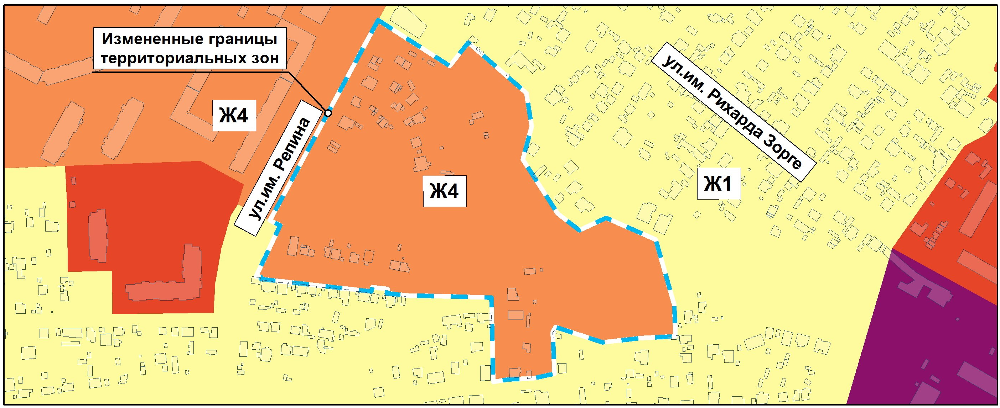 Измененные границы
территориальных зон
ул.им. Рихарда Зорге
Ж4
ул.им. Репина
Ж4
Ж1